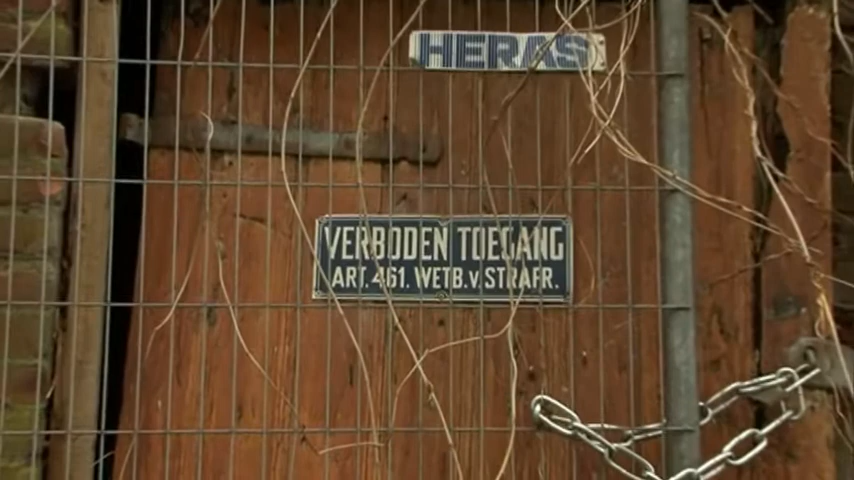 HERAS
VERBODEN TOEGANG
ART. 461. WETB. v. STRAFR.